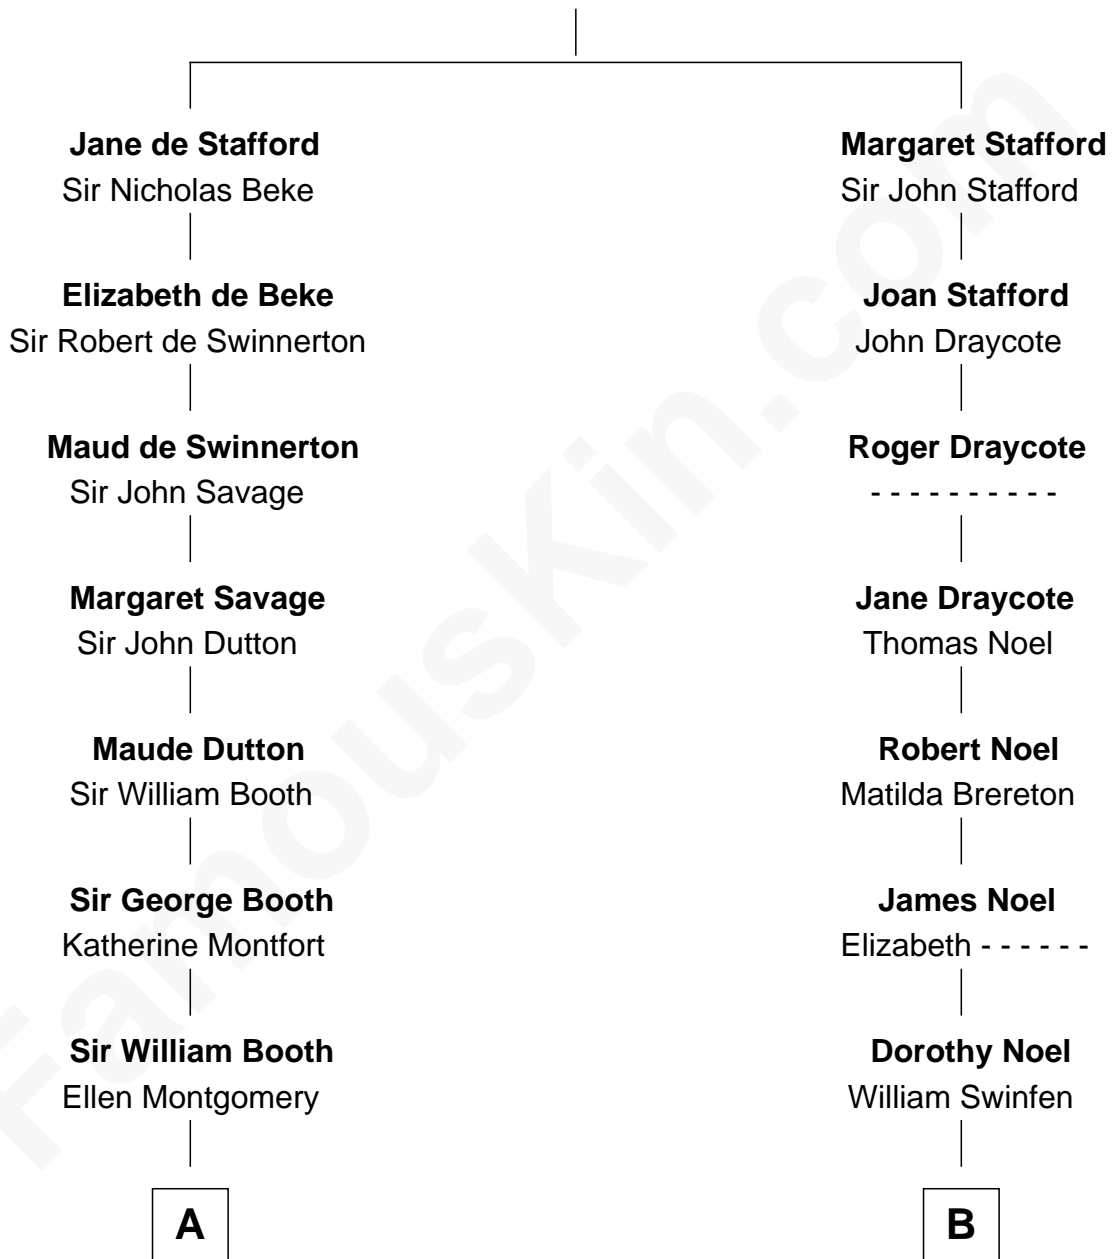 Jane de Stafford
Sir Nicholas Beke
Elizabeth de Beke
Sir Robert de Swinnerton
Maud de Swinnerton
Sir John Savage
Margaret Savage
Sir John Dutton
Maude Dutton
Sir William Booth
Sir George Booth
Katherine Montfort
Sir William Booth
Ellen Montgomery
A
Margaret Stafford
Sir John Stafford
Joan Stafford
John Draycote
Roger Draycote
- - - - - - - - - -
Jane Draycote
Thomas Noel
Robert Noel
Matilda Brereton
James Noel
Elizabeth - - - - - -
Dorothy Noel
William Swinfen
B
FamousKin.com